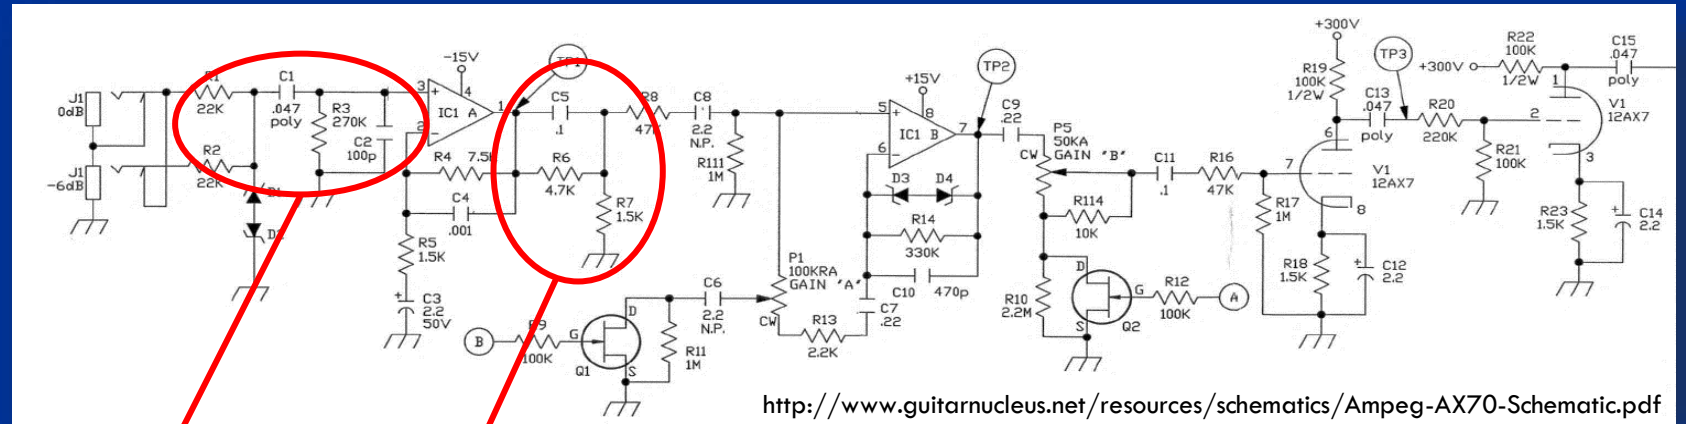 J1
0dB
J1
-6dB
R1
22K
R2
22K
C1
.047
poly
R3
270K
C2
100p
D1
D2
-15V
3
+
4
IC1 A
1
2
-
TP1
R4 7.5K
C4
.001
R5
1.5K
C3
2.2
50V
+
C5
.1
R6
4.7K
R7
1.5K
R8
47K
C8
2.2
N.P.
R111
1M
B
R9
100K
G
D
S
Q1
R11
1M
C6
2.2
N.P.
P1
100KRA
GAIN "A"
CW
R13
2.2K
C7
.22
+15V
5
+
8
IC1 B
7
6
-
TP2
D3 D4
R14
330K
C10 470p
C9
.22
P5
50KA
GAIN "B"
CW
R114
10K
R10
2.2M
D
G
S
Q2
R12
100K
A
C11
.1
R16
47K
R17
1M
+300V
R19
100K
1/2W
6
7
V1
12AX7
8
R18
1.5K
+
C12
2.2
C13
.047
poly
TP3
R20
220K
R21
100K
+300V
R22
100K
1/2W
1
C15
.047
poly
2
V1
12AX7
3
R23
1.5K
+
C14
2.2
http://www.guitarnucleus.net/resources/schematics/Ampeg-AX70-Schematic.pdf